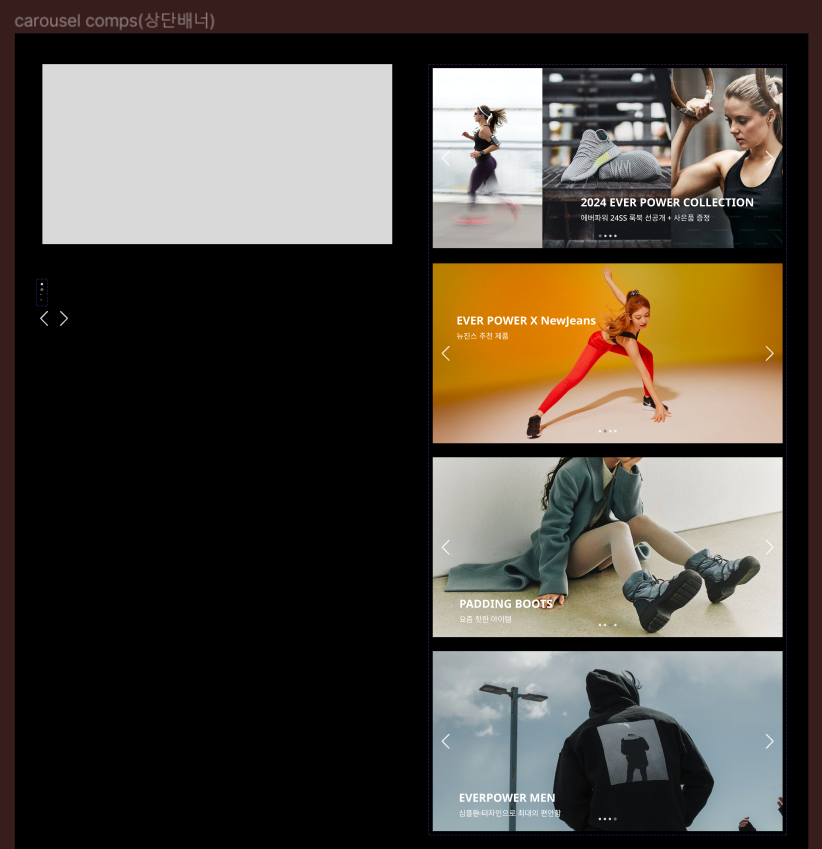 carousel comps(상단배너)
2024 EVER POWER COLLECTION
에버파워 24SS 룩북 선공개 + 사은품 증정
EVER POWER X NewJeans
뉴진스 추천 제품
PADDING BOOTS
요즘 핫한 아이템
EVERPOWER MEN
심플한 디자인으로 최대의 편안함